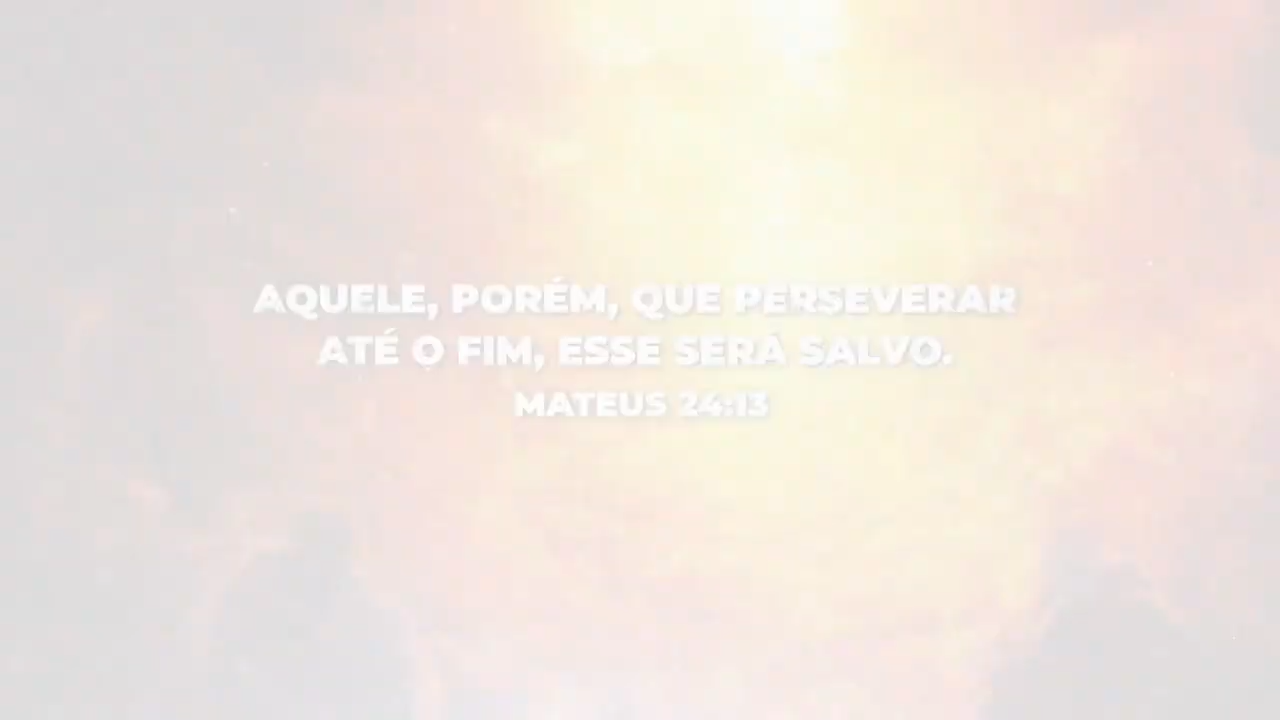 AQUELE, PORÉM, QUE PERSEVERAR
ATÉ O FIM, ESSE SERÁ SALVO.
MATEUS 24:13